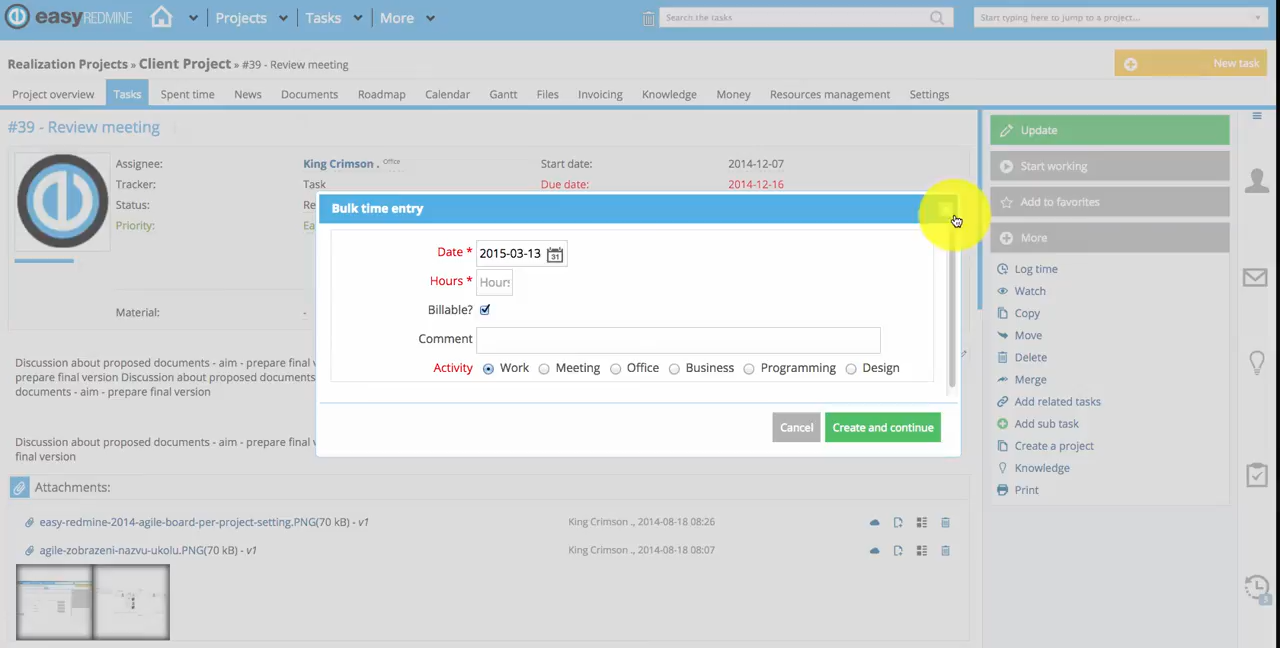 easyREDMINE Projects Tasks More Search the tasks Start typing here to jump to a project...
Realization Projects » Client Project » #39 - Review meeting
New task
Project overview Tasks Spent time News Documents Roadmap Calendar Gantt Files Invoicing Knowledge Money Resources management Settings
#39 - Review meeting
Assignee: King Crimson . Office Start date: 2014-12-07
Tracker: Task Due date: 2014-12-16
Status: Re
Priority: Ea
Material: -
Discussion about proposed documents - aim - prepare final v
prepare final version Discussion about proposed documents
documents - aim - prepare final version
Discussion about proposed documents - aim - prepare final v
final version
Attachments:
easy-redmine-2014-agile-board-per-project-setting.PNG(70 kB) - v1 King Crimson ., 2014-08-18 08:26
agile-zobrazeni-nazvu-ukolu.PNG(70 kB) - v1 King Crimson ., 2014-08-18 08:07
Bulk time entry
Date * 2015-03-13 31
Hours * Hours
Billable?
Comment
Activity Work Meeting Office Business Programming Design
Cancel Create and continue
Update
Start working
Add to favorites
More
Log time
Watch
Copy
Move
Delete
Merge
Add related tasks
Add sub task
Create a project
Knowledge
Print